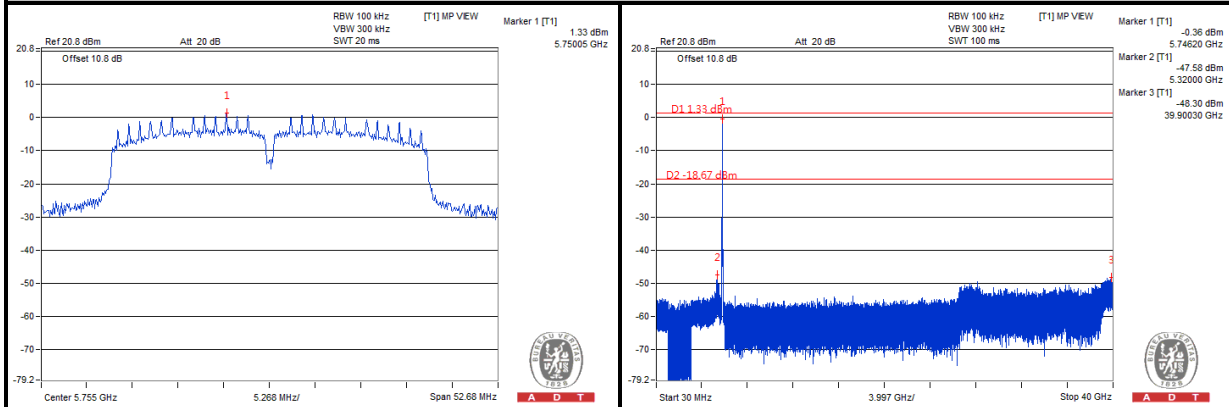 RBW 100 kHz [T1] MP VIEW
VBW 300 kHz
Ref 20.8 dBm Att 20 dB SWT 20 ms
Marker 1 [T1]
1.33 dBm
5.75005 GHz
20.8
Offset 10.8 dB
10
0
-10
-20
-30
-40
-50
-60
-70
-79.2
1
Center 5.755 GHz 5.268 MHz/ Span 52.68 MHz
BUREAU VERITAS
1828
A D T
RBW 100 kHz [T1] MP VIEW
VBW 300 kHz
Ref 20.8 dBm Att 20 dB SWT 100 ms
Marker 1 [T1]
-0.36 dBm
5.74620 GHz
Marker 2 [T1]
-47.58 dBm
5.32000 GHz
Marker 3 [T1]
-48.30 dBm
39.90030 GHz
20.8
Offset 10.8 dB
10
0
-10
-20
-30
-40
-50
-60
-70
-79.2
1
D1 1.33 dBm
D2 -18.67 dBm
2
3
Start 30 MHz 3.997 GHz/ Stop 40 GHz
BUREAU VERITAS
1828
A D T